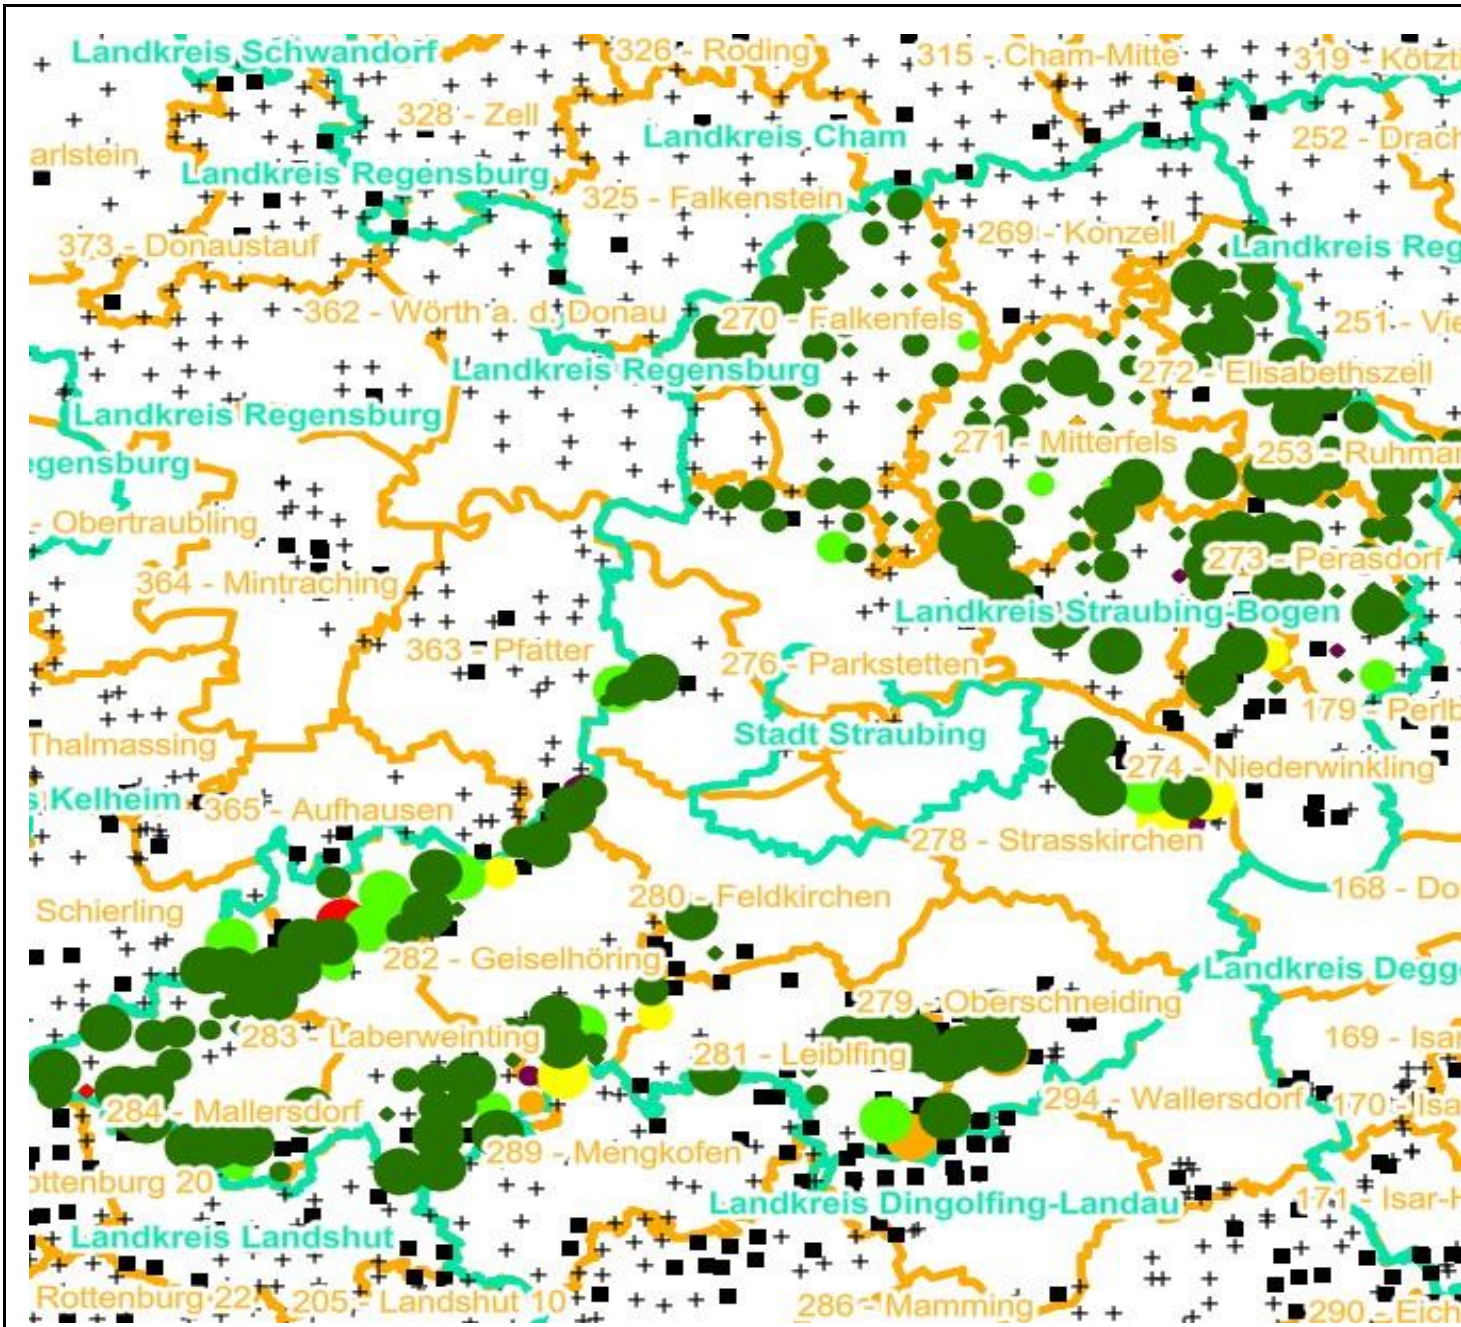 Landkreis Schwandorf
326 - Roding
315 - Cham-Mitte
319 - Kötzti
328 - Zell
Landkreis Cham
252 - Drach
arlstein
Landkreis Regensburg
325 - Falkenstein
269 - Konzell
373 - Donaustauf
Landkreis Reg
362 - Wörth a. d. Donau
270 - Falkenfels
251 - Vie
Landkreis Regensburg
272 - Elisabethszell
Landkreis Regensburg
271 - Mitterfels
253 - Ruhmar
egensburg
- Obertraubling
273 - Perasdorf
364 - Mintraching
Landkreis Straubing-Bogen
363 - Pfatter
276 - Parkstetten
179 - Perlb
Thalmassing
Stadt Straubing
274 - Niederwinkling
s Kelheim
365 - Aufhausen
278 - Strasskirchen
280 - Feldkirchen
168 - Do
Schierling
282 - Geiselhöring
Landkreis Degge
279 - Oberschneiding
283 - Laberweinting
281 - Leiblfing
169 - Isar
284 - Mallersdorf
294 - Wallersdorf
170 - Isa
289 - Mengkofen
ottenburg 20
Landkreis Dingolfing-Landau
171 - Isar-H
Landkreis Landshut
Rottenburg 22
205 - Landshut 10
286 - Mamming
290 - Eich